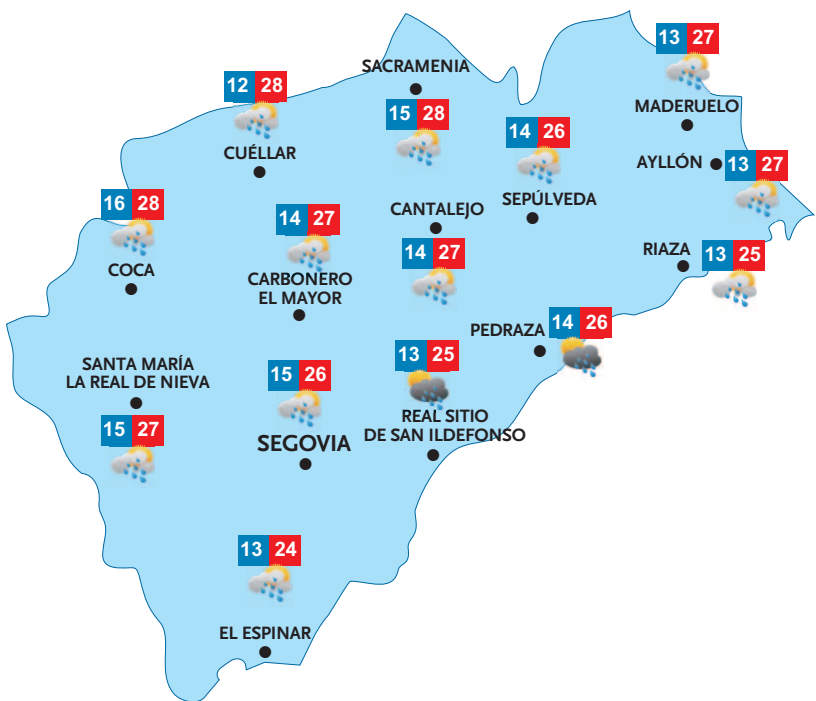 13 27
MADERUELO
SACRAMENIA
15 28
12 28
CUÉLLAR
14 26
SEPÚLVEDA
AYLLÓN
13 27
16 28
COCA
14 27
CARBONERO
EL MAYOR
CANTALEJO
14 27
RIAZA
13 25
PEDRAZA
14 26
SANTA MARÍA
LA REAL DE NIEVA
15 27
15 26
SEGOVIA
13 25
REAL SITIO
DE SAN ILDEFONSO
13 24
EL ESPINAR